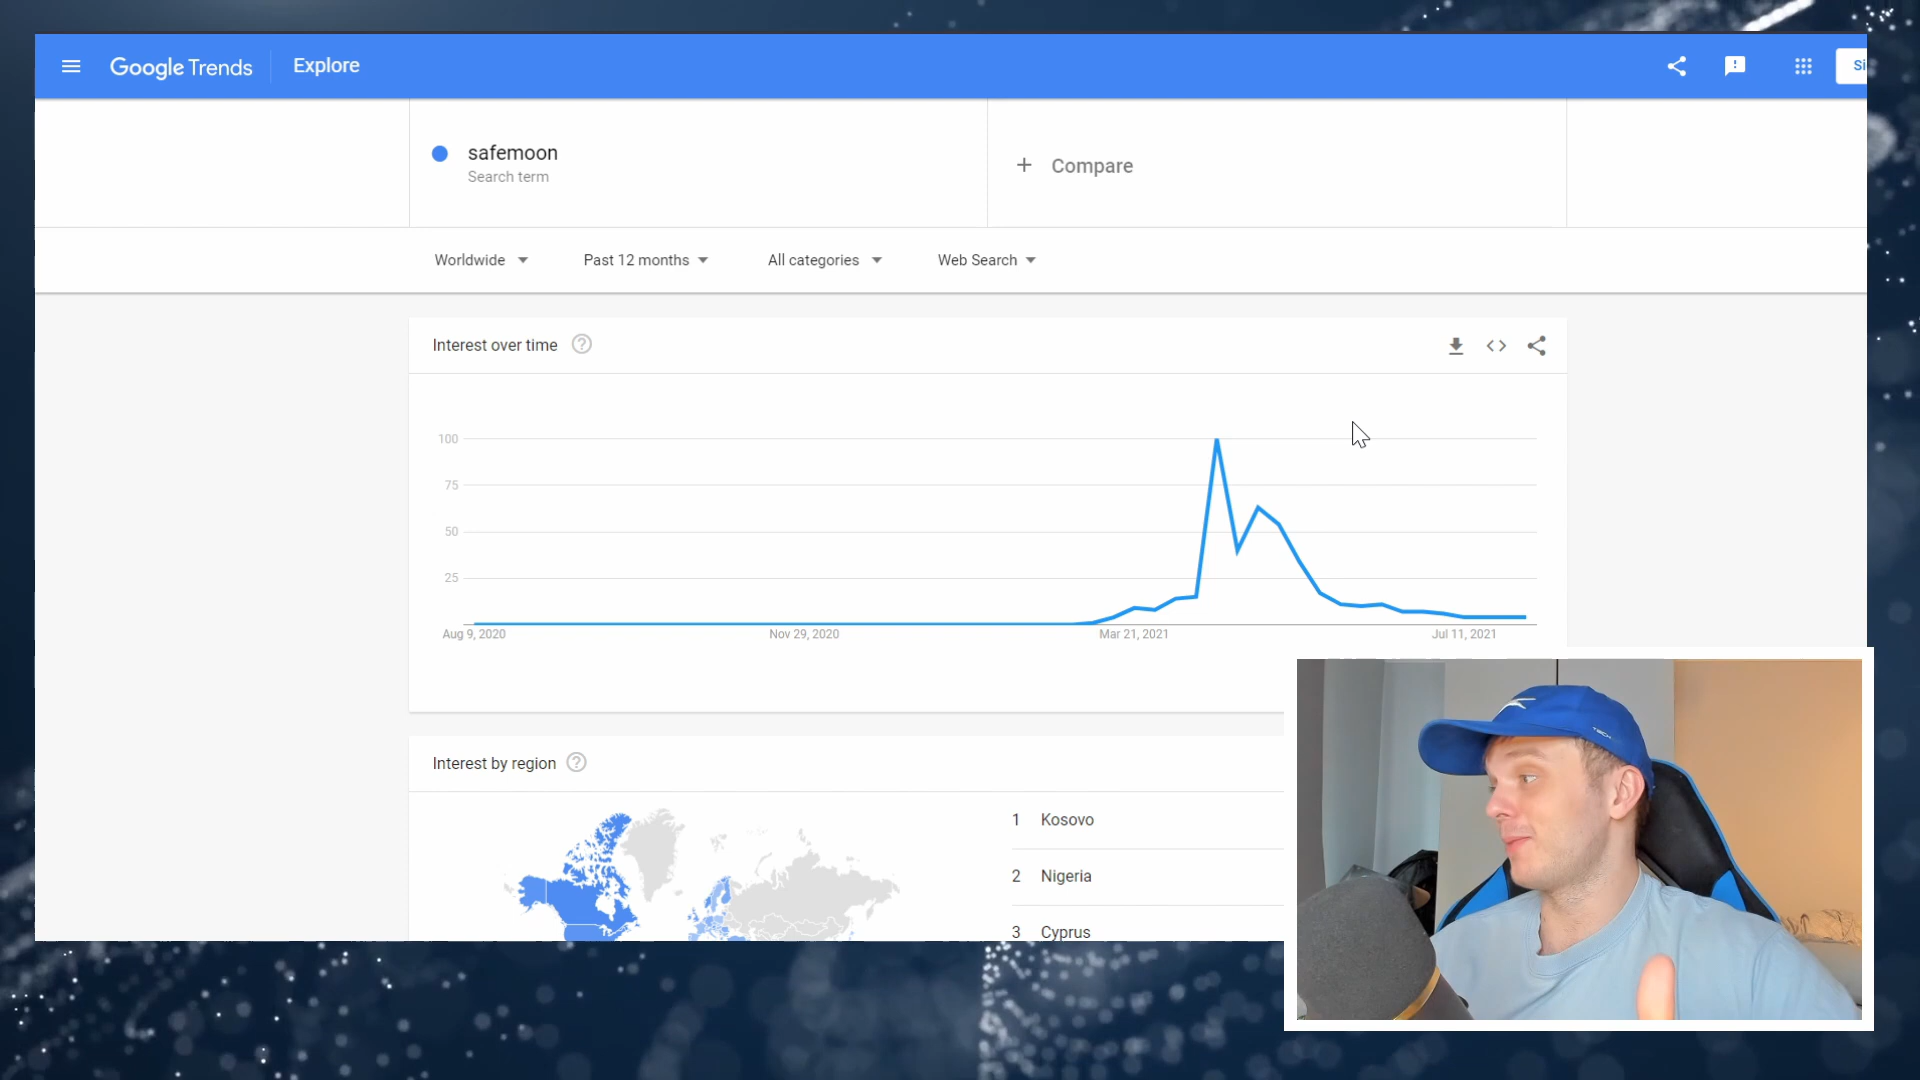 Google Trends
Explore
Si
safemoon
Search term
+ Compare
Worldwide
Past 12 months
All categories
Web Search
Interest over time
100
75
50
25
Aug 9, 2020
Nov 29, 2020
Mar 21, 2021
Jul 11, 2021
Interest by region
1 Kosovo
2 Nigeria
3 Cyprus